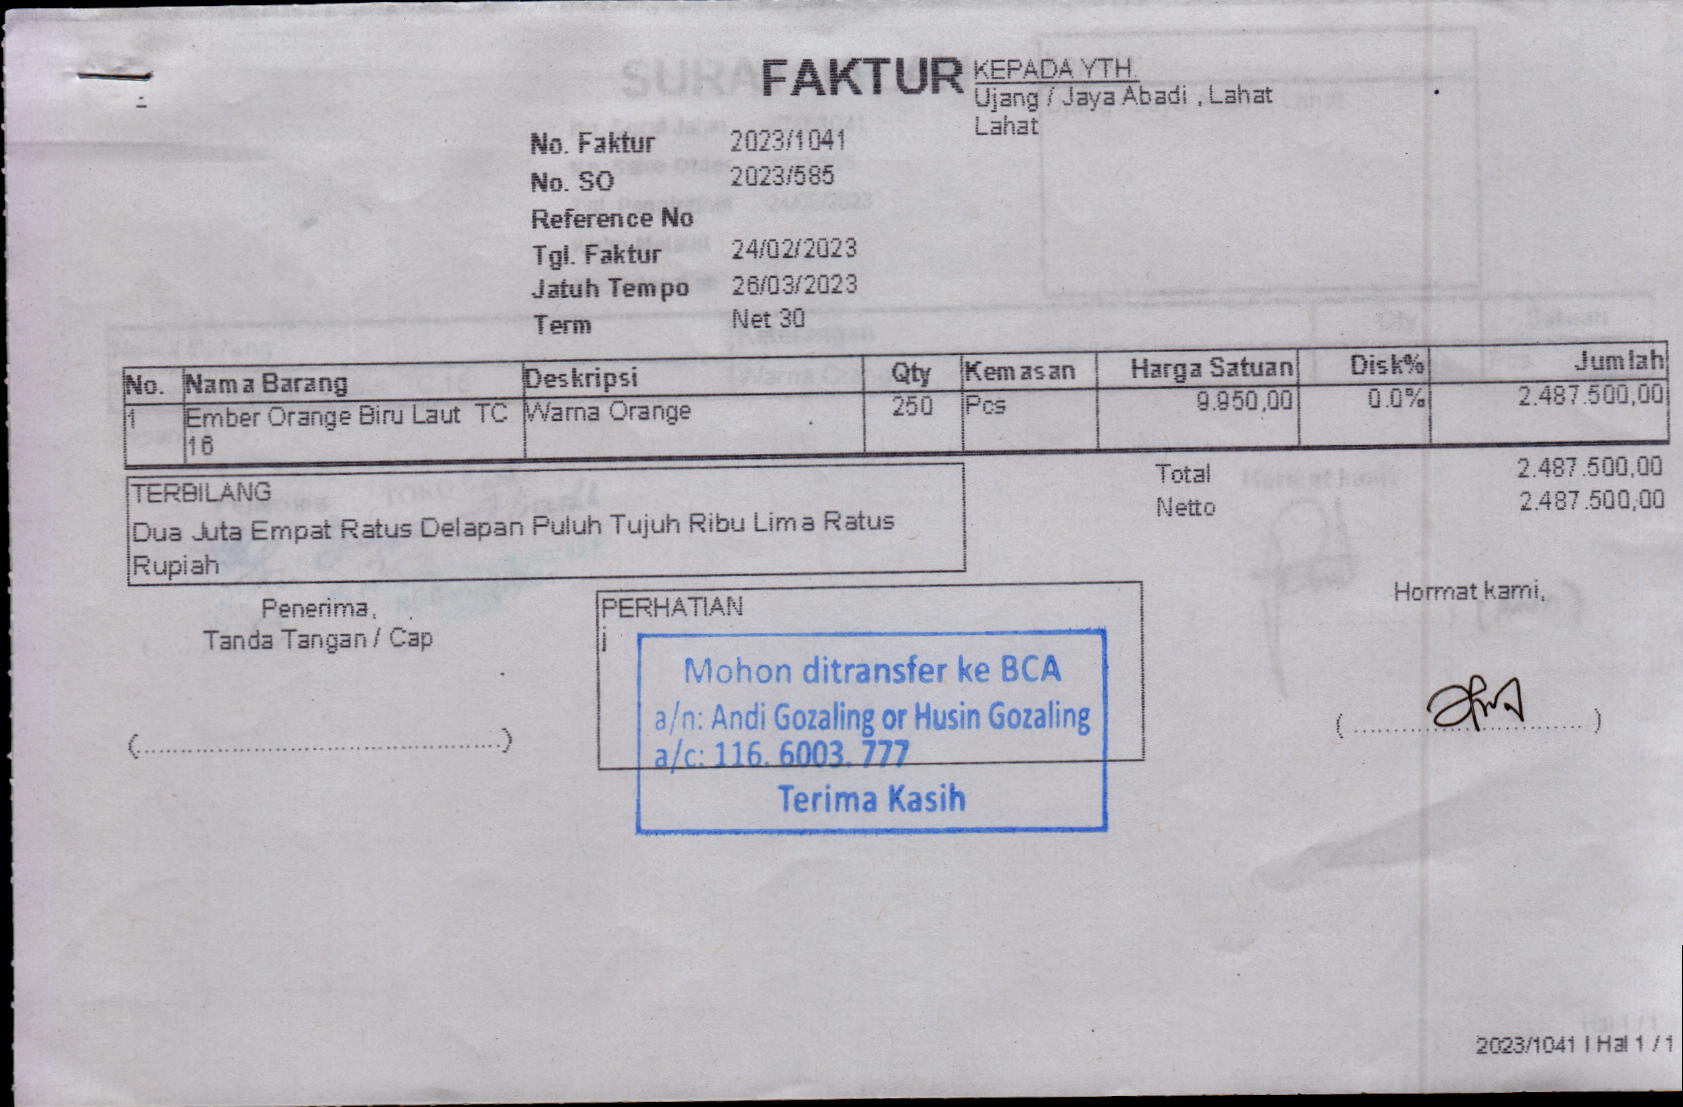 FAKTUR
KEPADA YTH.
Ujang / Jaya Abadi , Lahat
Lahat
No. Faktur 2023/1041
No. SO 2023/585
Reference No
Tgl. Faktur 24/02/2023
Jatuh Tempo 26/03/2023
Term Net 30
No. Nama Barang Deskripsi Qty Kemasan Harga Satuan Disk% Jumlah
1 Ember Orange Biru Laut TC Warna Orange 250 Pcs 9.950,00 0.0% 2.487.500,00
16
Total 2.487.500,00
Netto 2.487.500,00
TERBILANG
Dua Juta Empat Ratus Delapan Puluh Tujuh Ribu Lima Ratus
Rupiah
Penerima,
Tanda Tangan / Cap
(............................................)
PERHATIAN
i
Mohon ditransfer ke BCA
a/n: Andi Gozaling or Husin Gozaling
a/c: 116. 6003. 777
Terima Kasih
Hormat kami,
(............................)
2023/1041 I Hal 1 / 1